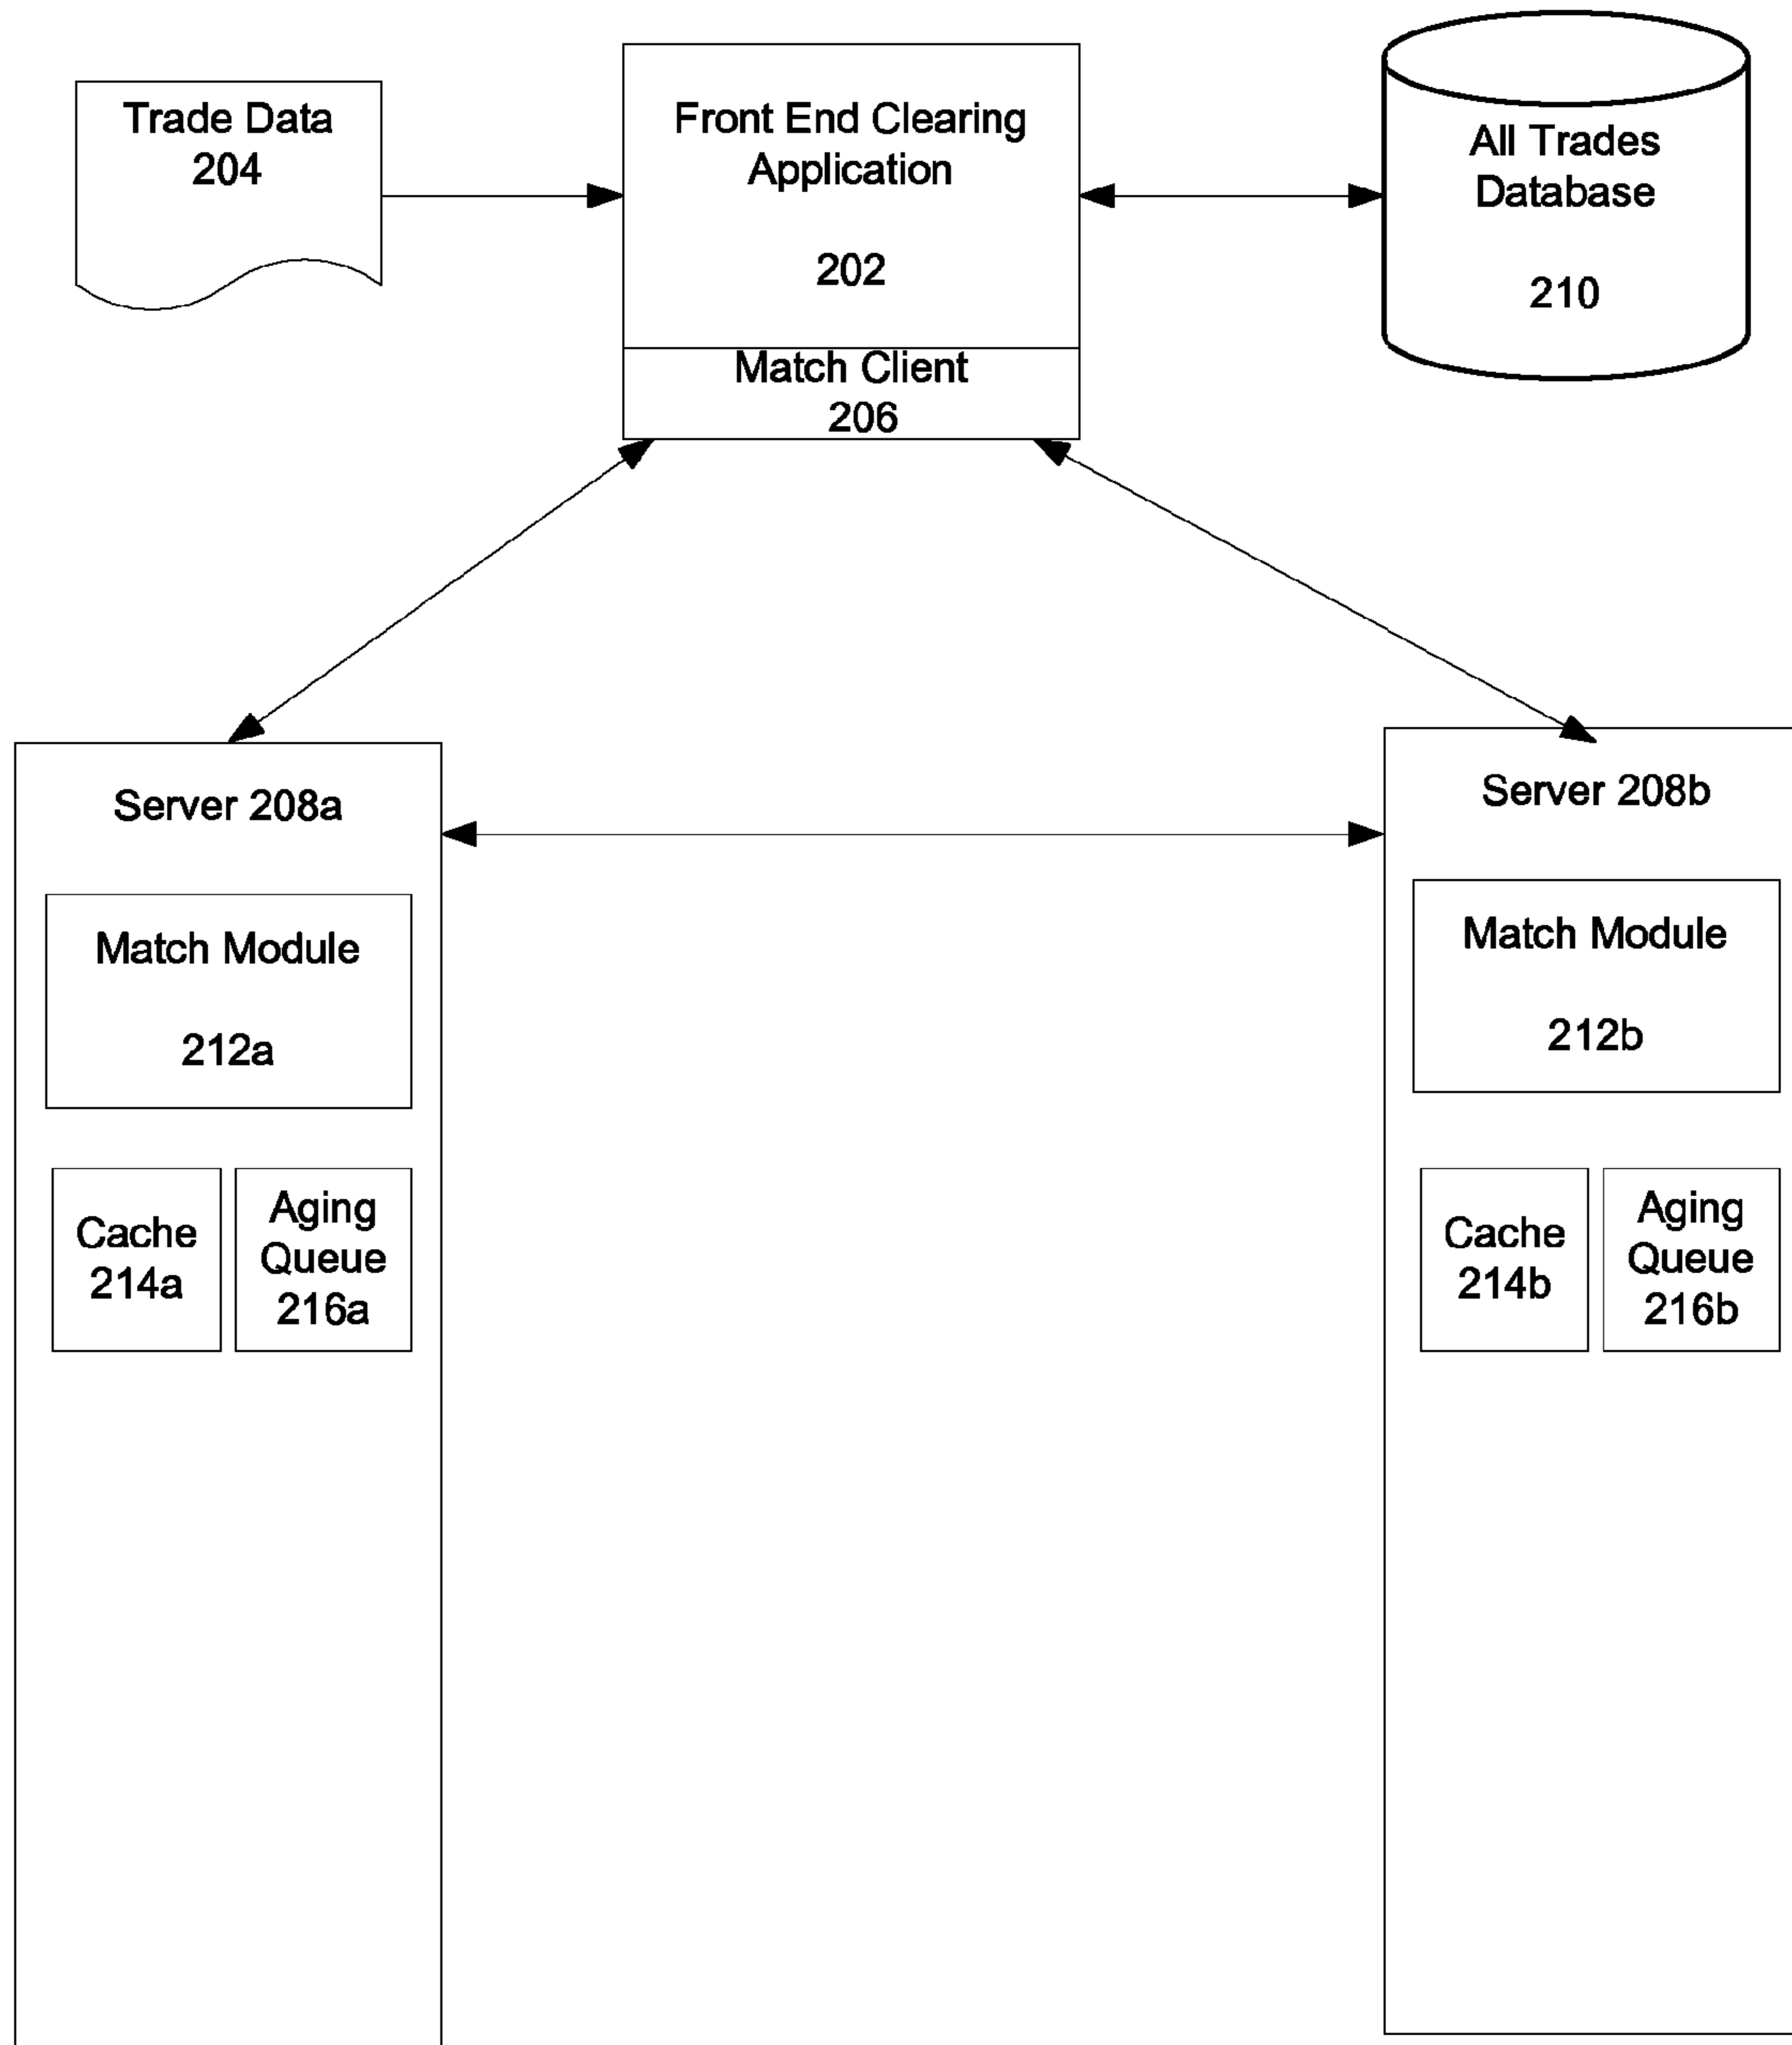 Trade Data
204
Front End Clearing
Application
202
Match Client
206
All Trades
Database
210
Server 208a
Match Module
212a
Cache
214a
Aging
Queue
216a
Server 208b
Match Module
212b
Cache
214b
Aging
Queue
216b